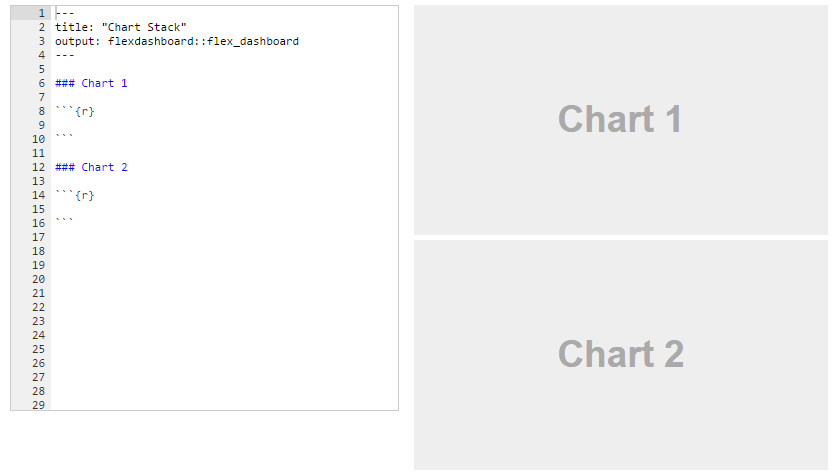 1 ---
2 title: "Chart Stack"
3 output: flexdashboard::flex_dashboard
4 ---
5
6 ### Chart 1
7
8 ```{r}
9
10 ```
11
12 ### Chart 2
13
14 ```{r}
15
16 ```
17
18
19
20
21
22
23
24
25
26
27
28
29
Chart 1
Chart 2